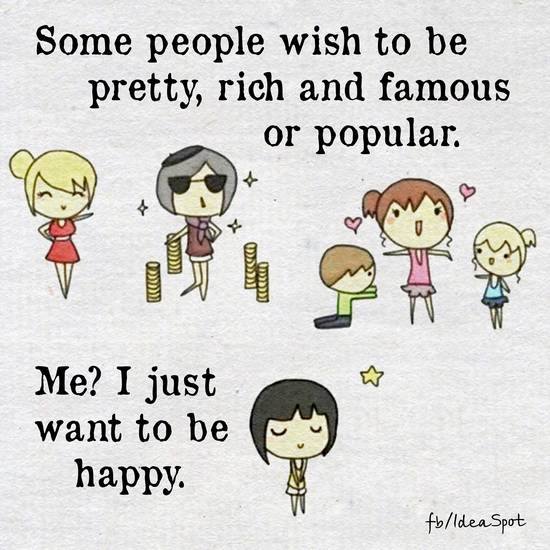 Some people wish to be
pretty, rich and famous
or popular.
Me? I just
want to be
happy.
fb/IdeaSpot